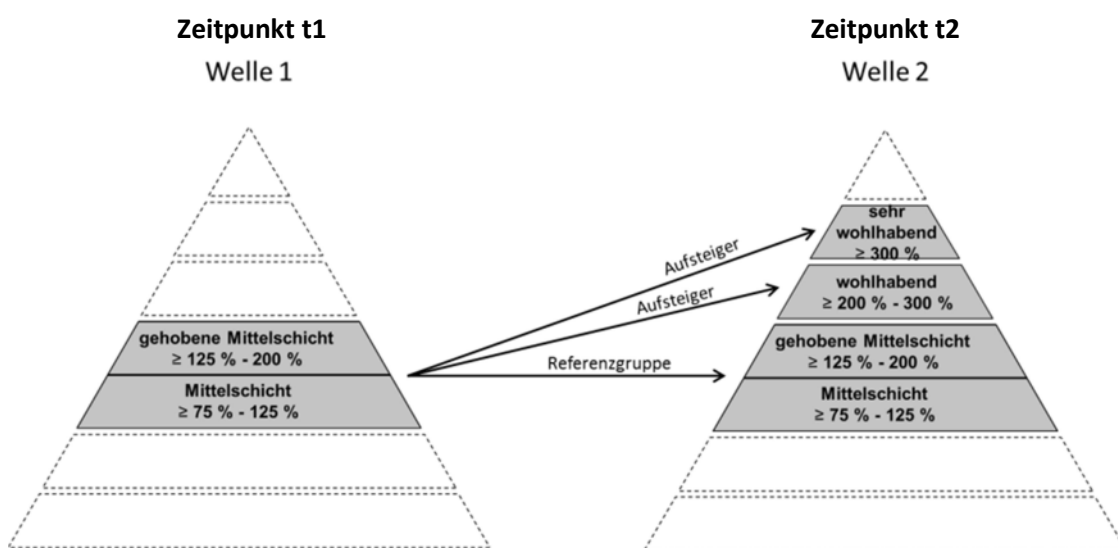 Zeitpunkt t1
Welle 1
gehobene Mittelschicht
≥ 125 % - 200 %
Mittelschicht
≥ 75 % - 125 %
Aufsteiger
Aufsteiger
Referenzgruppe
Zeitpunkt t2
Welle 2
sehr
wohlhabend
≥ 300 %
wohlhabend
≥ 200 % - 300 %
gehobene Mittelschicht
≥ 125 % - 200 %
Mittelschicht
≥ 75 % - 125 %